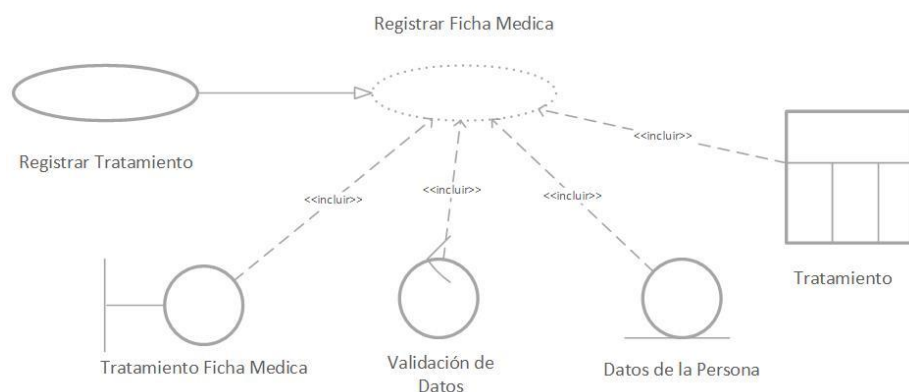 Registrar Ficha Medica
Registrar Tratamiento
<<incluir>>
<<incluir>>
<<incluir>>
<<incluir>>
Tratamiento
Tratamiento Ficha Medica
Validación de
Datos
Datos de la Persona